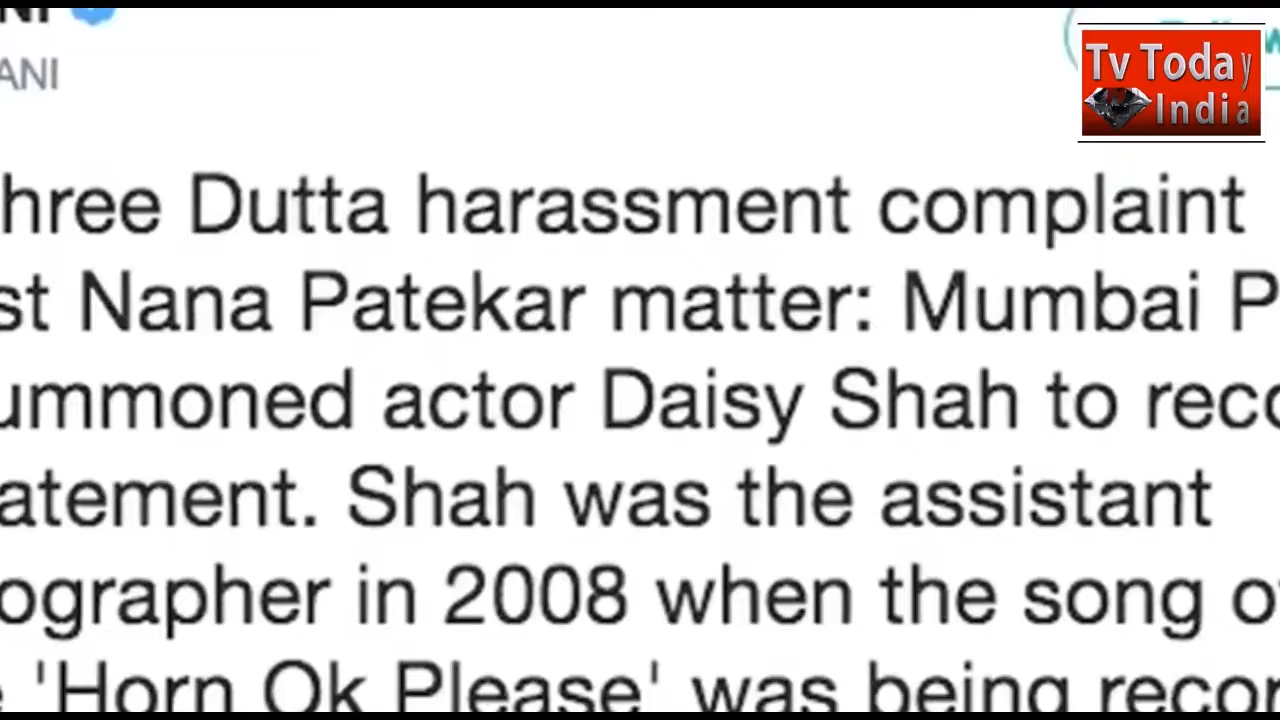 ANI
Tv Today
India
hree Dutta harassment complaint
st Nana Patekar matter: Mumbai P
ummoned actor Daisy Shah to reco
atement. Shah was the assistant
ographer in 2008 when the song of
'Horn Ok Please' was being recor